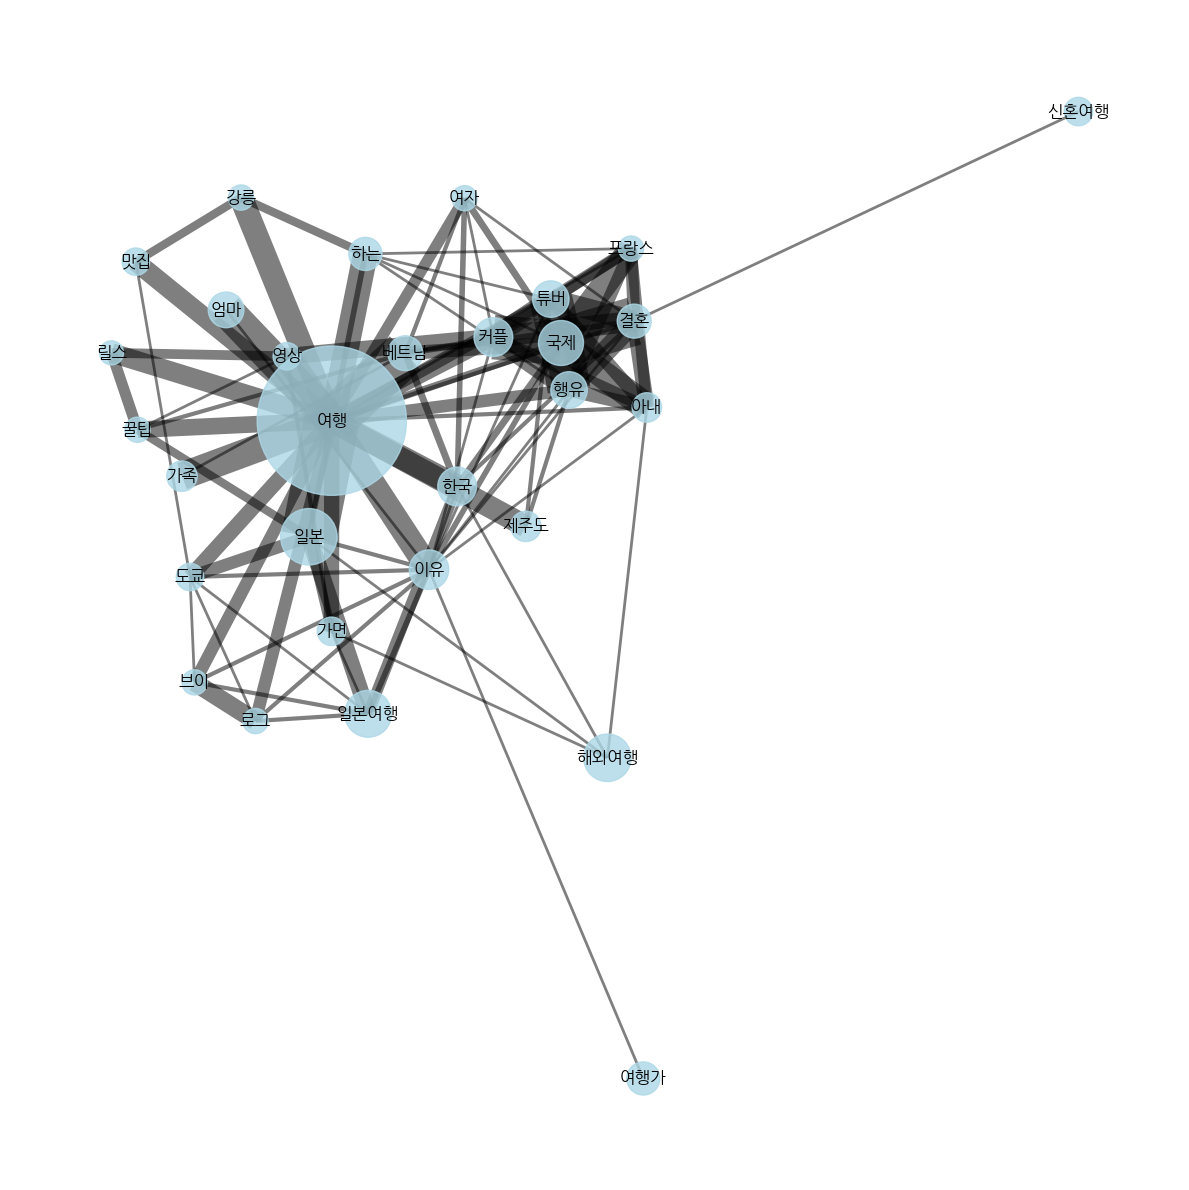 신혼여행
강릉
여자
포랑스
하는
맛집
튜버
엄마
결혼
커플
국제
릴스
영상
베트남
행유
아내
여행
꿀팁
가족
한국
제주도
일본
이유
도쿄
가면
브이
로그
일본여행
해외여행
여행가